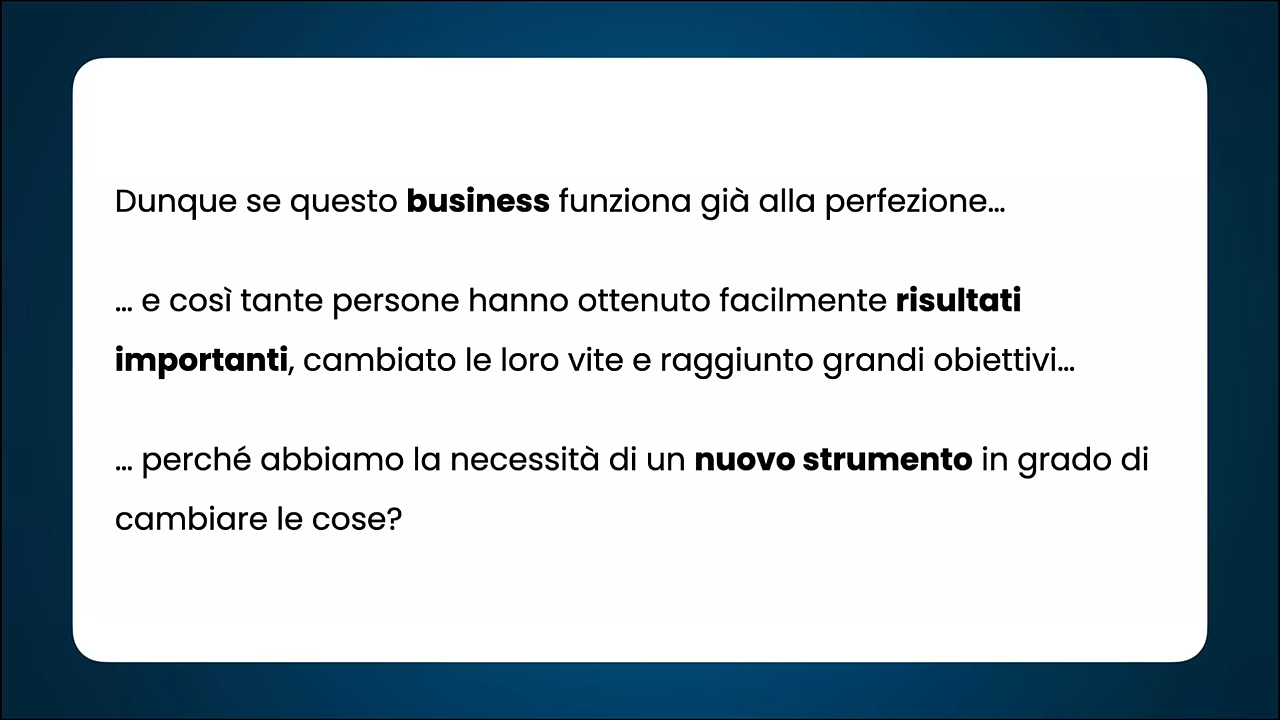 Dunque se questo business funziona già alla perfezione...
... e così tante persone hanno ottenuto facilmente risultati
importanti, cambiato le loro vite e raggiunto grandi obiettivi...
... perché abbiamo la necessità di un nuovo strumento in grado di
cambiare le cose?